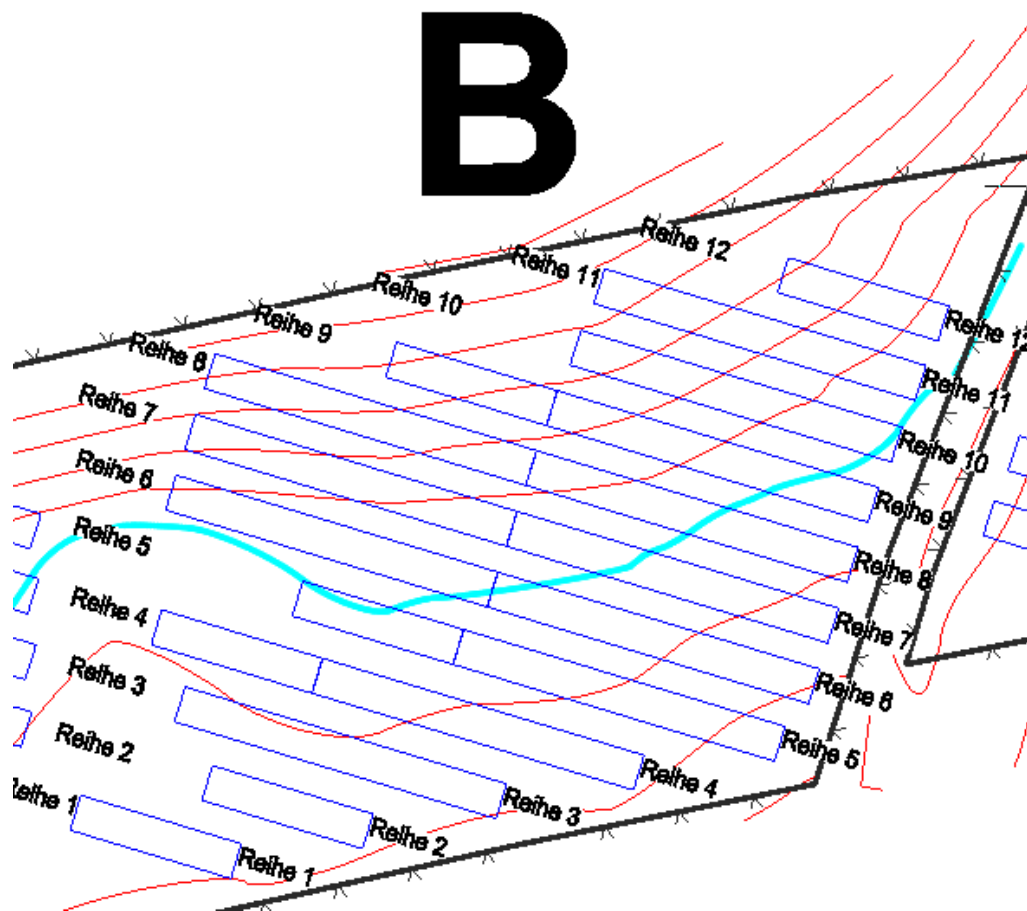 B
Reihe 12
Reihe 11
Reihe 10
Reihe 9
Reihe 12
Reihe 8
Reihe 11
Reihe 7
Reihe 10
Reihe 6
Reihe 9
Reihe 5
Reihe 8
Reihe 4
Reihe 7
Reihe 3
Reihe 6
Reihe 2
Reihe 5
Reihe 4
Reihe 1
Reihe 3
Reihe 2
Reihe 1